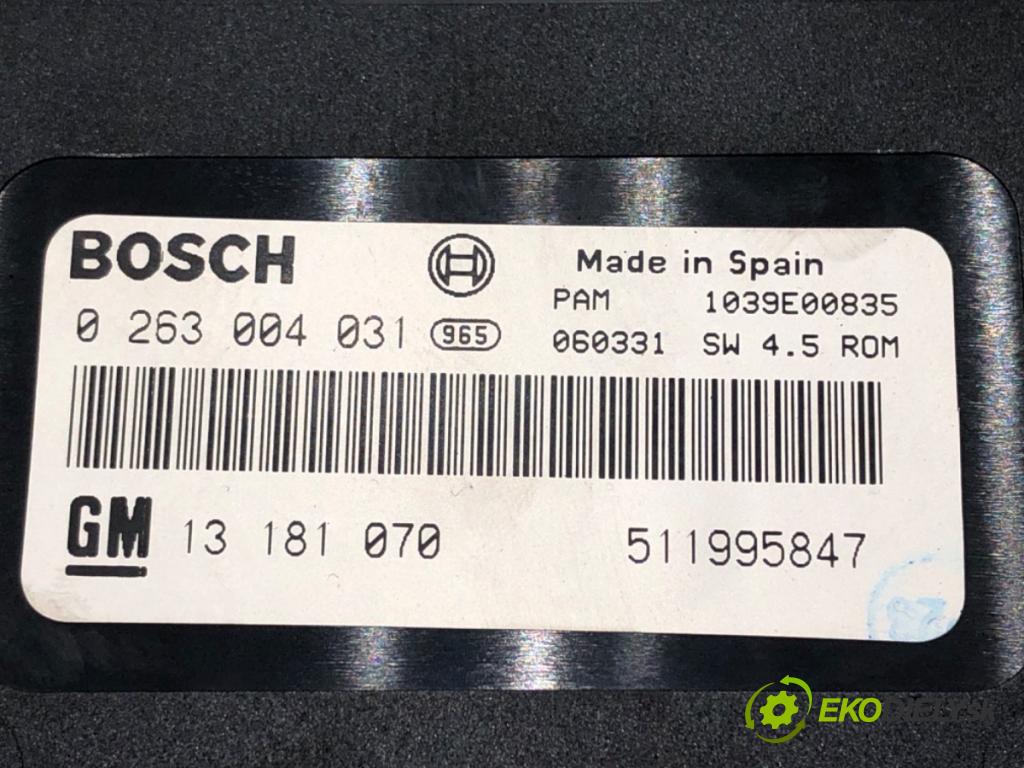 BOSCH
Made in Spain
PAM 1039E00835
0 263 004 031 965
060331 SW 4.5 ROM
GM 13 181 070 511995847
EKO